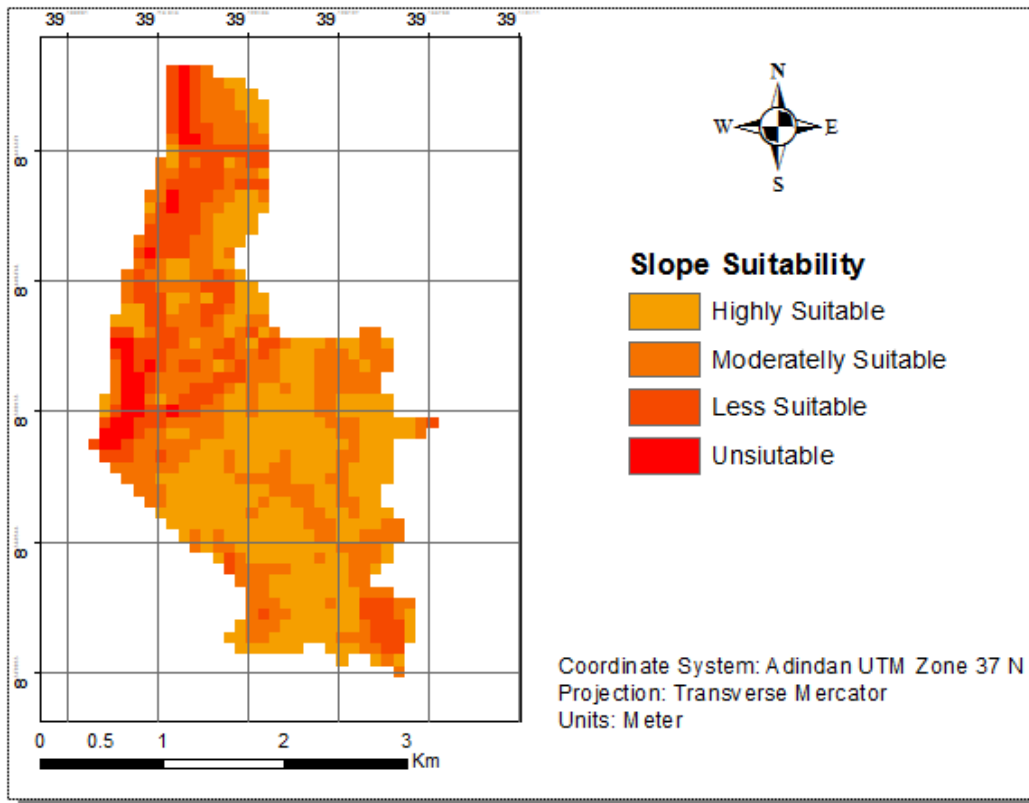 39 39 39 39 39 39
N
W E
S
8
8
8
8
8
Slope Suitability
Highly Suitable
Moderatelly Suitable
Less Suitable
Unsiutable
Coordinate System: Adindan UTM Zone 37 N
Projection: Transverse Mercator
Units: Meter
0 0.5 1 2 3
Km